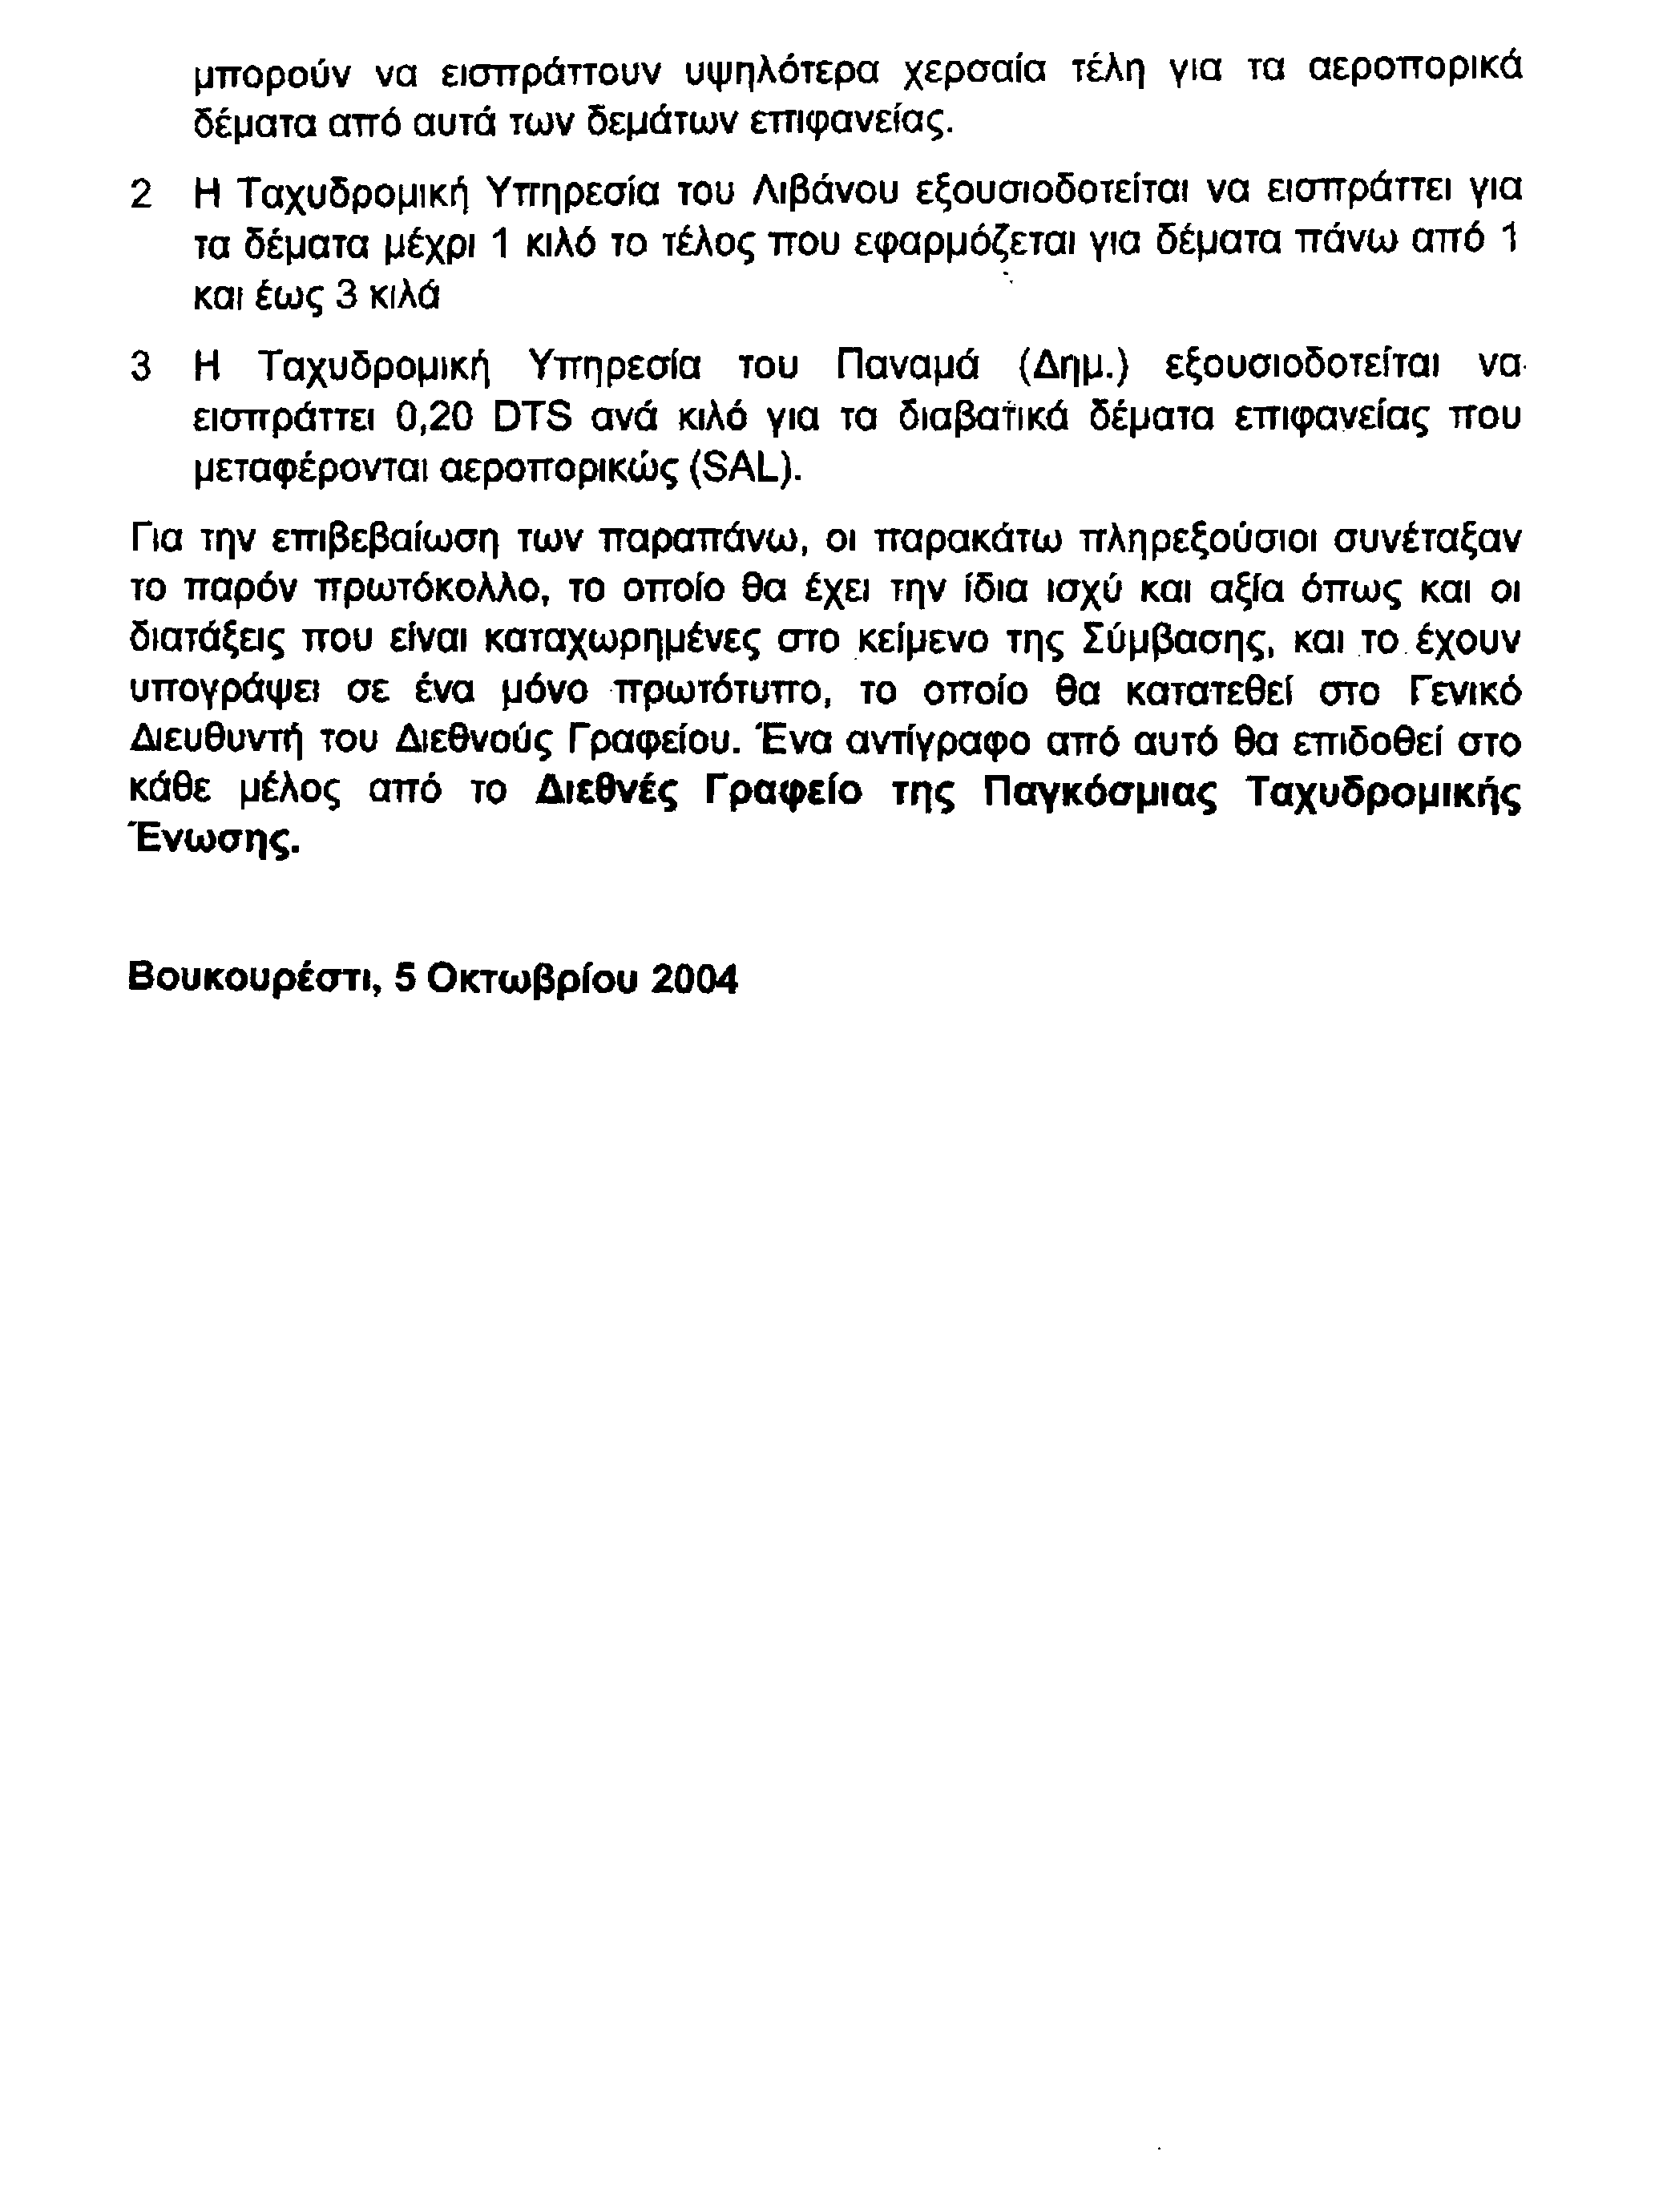 μπορούν να εισπράττουν υψηλότερα χερσαία τέλη για τα αεροπορικά
δέματα από αυτά των δεμάτων επιφανείας.
2 Η Ταχυδρομική Υπηρεσία του Λιβάνου εξουσιοδοτείται να εισπράττει για
τα δέματα μέχρι 1 κιλό το τέλος που εφαρμόζεται για δέματα πάνω από 1
και έως 3 κιλά
3 Η Ταχυδρομική Υπηρεσία του Παναμά (Δημ.) εξουσιοδοτείται να
εισπράττει 0,20 DTS ανά κιλό για τα διαβατικά δέματα επιφανείας που
μεταφέρονται αεροπορικώς (SAL).
Για την επιβεβαίωση των παραπάνω, οι παρακάτω πληρεξούσιοι συνέταξαν
το παρόν πρωτόκολλο, το οποίο θα έχει την ίδια ισχύ και αξία όπως και οι
διατάξεις που είναι καταχωρημένες στο κείμενο της Σύμβασης, και το έχουν
υπογράψει σε ένα μόνο πρωτότυπο, το οποίο θα κατατεθεί στο Γενικό
Διευθυντή του Διεθνούς Γραφείου. Ένα αντίγραφο από αυτό θα επιδοθεί στο
κάθε μέλος από το Διεθνές Γραφείο της Παγκόσμιας Ταχυδρομικής
Ένωσης.
Βουκουρέστι, 5 Οκτωβρίου 2004